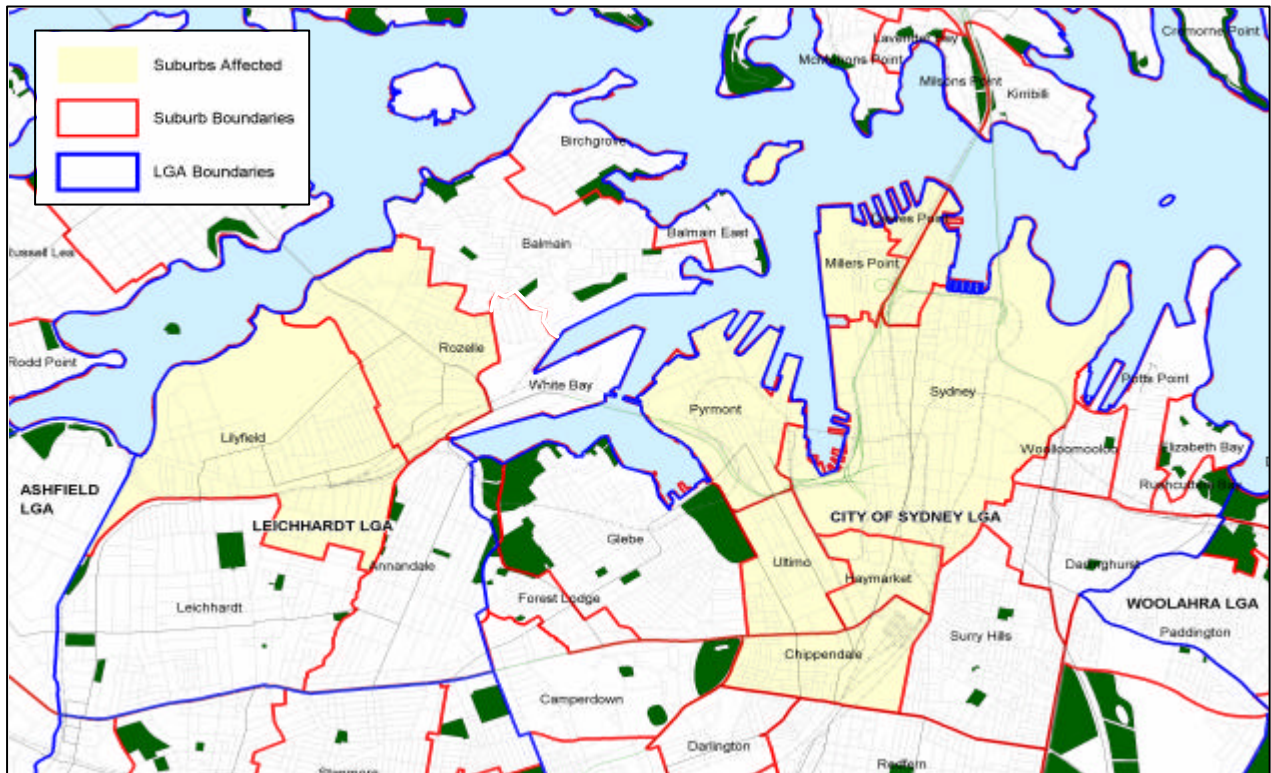 Suburbs Affected
Suburb Boundaries
LGA Boundaries
Lavender Bay
Cremorne Point
McMahons Point
Milsons Point
Kirribilli
Birchgrove
Balmain
Balmain East
Millers Point
Russell Lea
Rodd Point
Rozelle
White Bay
Pyrmont
Sydney
Potts Point
Lilyfield
Woolloomooloo
Elizabeth Bay
Rushcutters Bay
ASHFIELD
LGA
LEICHHARDT LGA
CITY OF SYDNEY LGA
Glebe
Annandale
Ultimo
Haymarket
Darlinghurst
Leichhardt
Forest Lodge
WOOLAHRA LGA
Surry Hills
Paddington
Chippendale
Camperdown
Darlington
Redfern